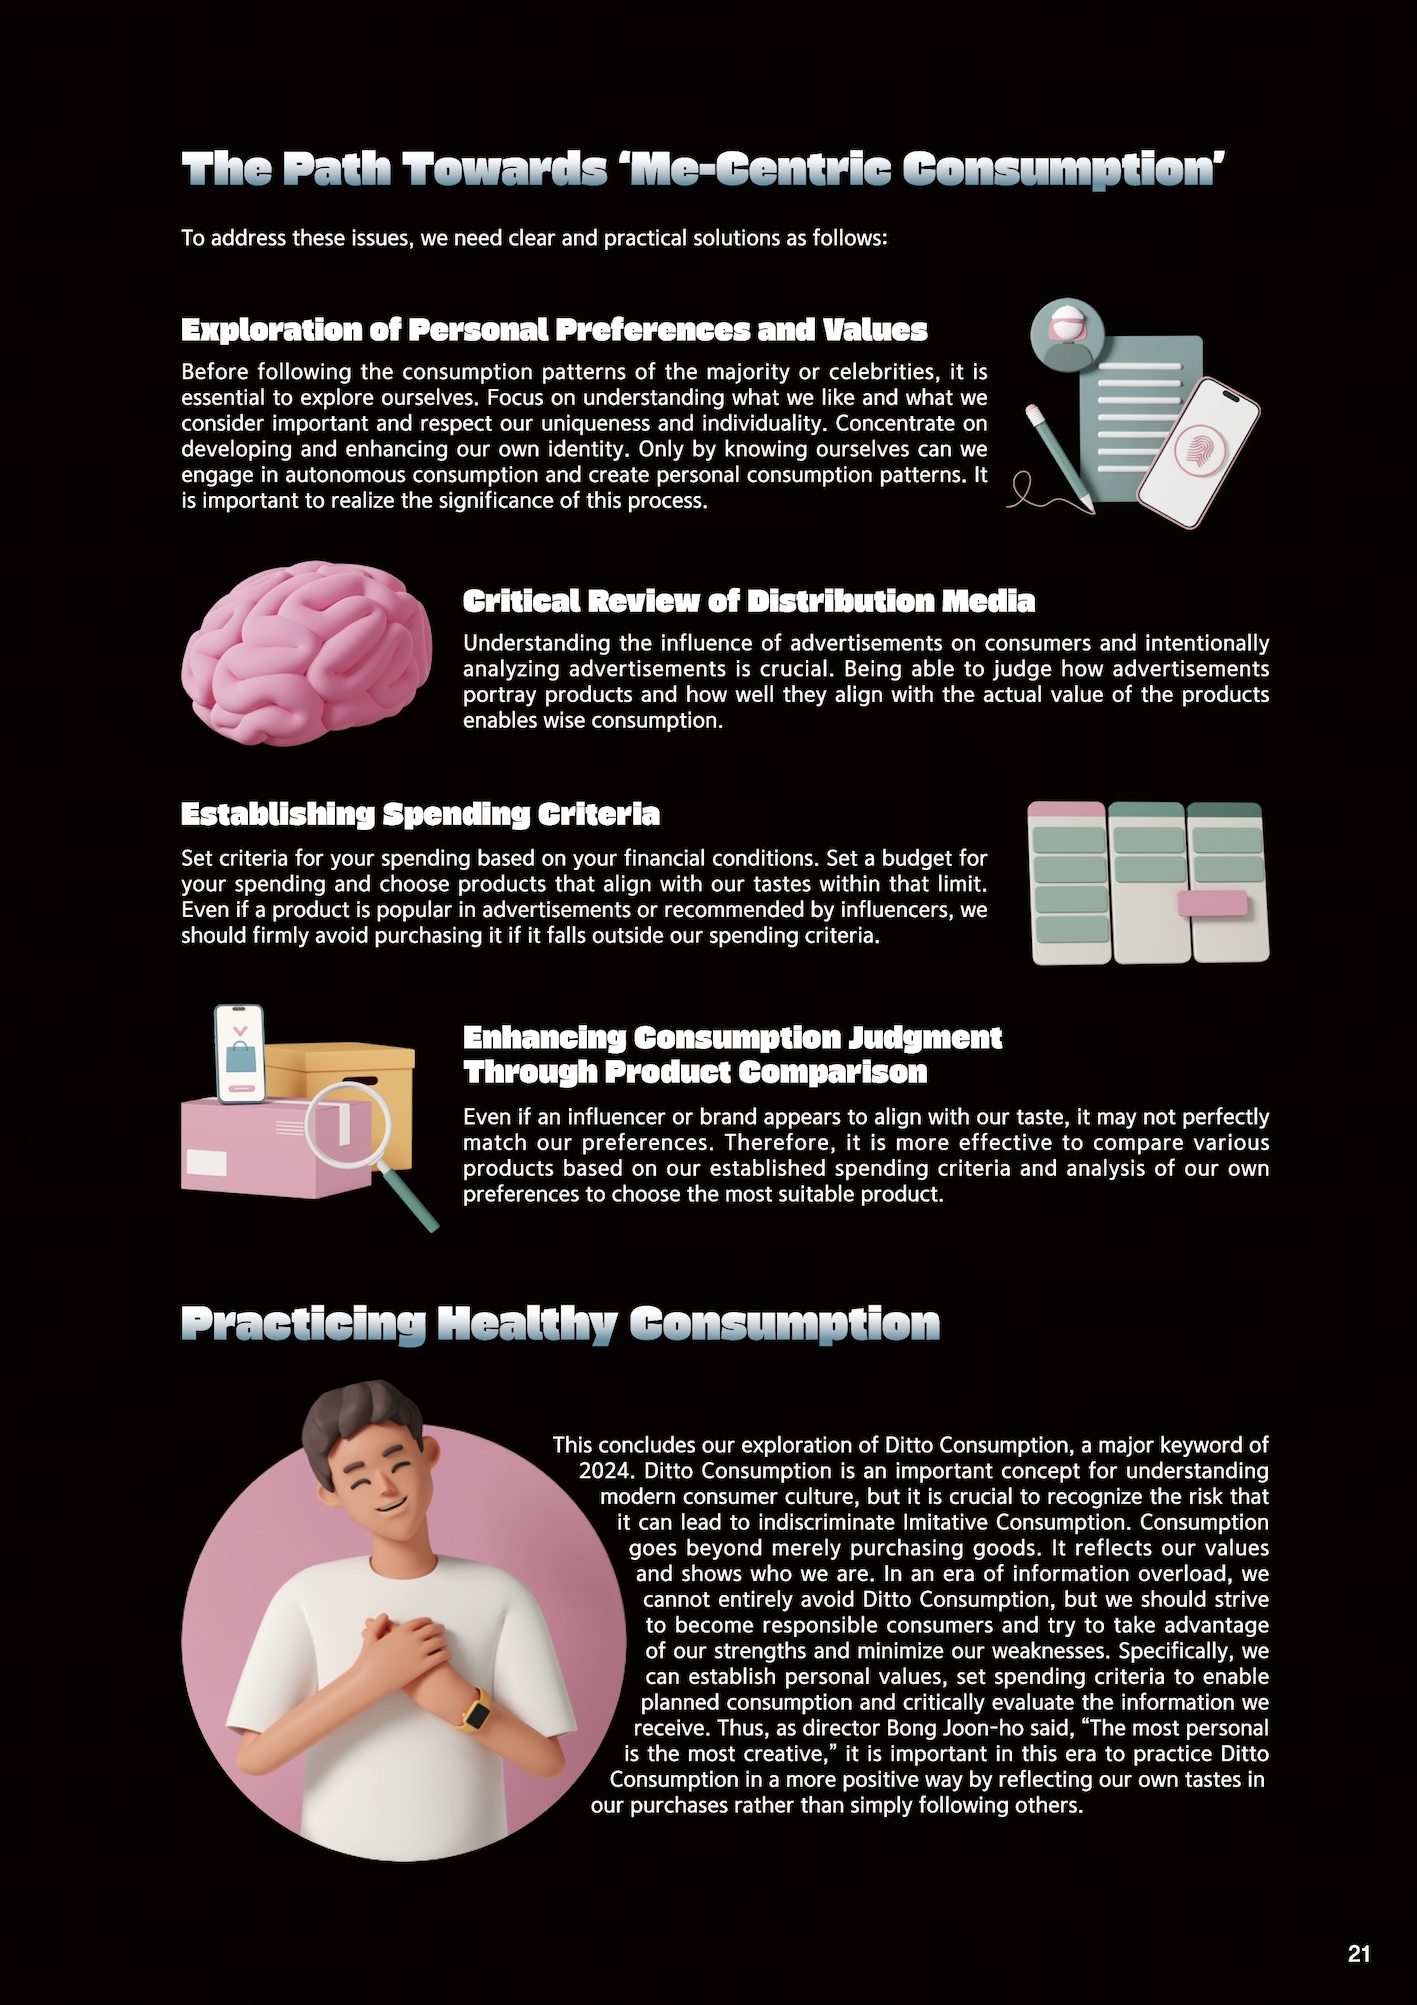 The Path Towards ‘Me-Centric Consumption’
To address these issues, we need clear and practical solutions as follows:
Exploration of Personal Preferences and Values
Before following the consumption patterns of the majority or celebrities, it is
essential to explore ourselves. Focus on understanding what we like and what we
consider important and respect our uniqueness and individuality. Concentrate on
developing and enhancing our own identity. Only by knowing ourselves can we
engage in autonomous consumption and create personal consumption patterns. It
is important to realize the significance of this process.
Critical Review of Distribution Media
Understanding the influence of advertisements on consumers and intentionally
analyzing advertisements is crucial. Being able to judge how advertisements
portray products and how well they align with the actual value of the products
enables wise consumption.
Establishing Spending Criteria
Set criteria for your spending based on your financial conditions. Set a budget for
your spending and choose products that align with our tastes within that limit.
Even if a product is popular in advertisements or recommended by influencers, we
should firmly avoid purchasing it if it falls outside our spending criteria.
Enhancing Consumption Judgment
Through Product Comparison
Even if an influencer or brand appears to align with our taste, it may not perfectly
match our preferences. Therefore, it is more effective to compare various
products based on our established spending criteria and analysis of our own
preferences to choose the most suitable product.
Practicing Healthy Consumption
This concludes our exploration of Ditto Consumption, a major keyword of
2024. Ditto Consumption is an important concept for understanding
modern consumer culture, but it is crucial to recognize the risk that
it can lead to indiscriminate Imitative Consumption. Consumption
goes beyond merely purchasing goods. It reflects our values
and shows who we are. In an era of information overload, we
cannot entirely avoid Ditto Consumption, but we should strive
to become responsible consumers and try to take advantage
of our strengths and minimize our weaknesses. Specifically, we
can establish personal values, set spending criteria to enable
planned consumption and critically evaluate the information we
receive. Thus, as director Bong Joon-ho said, “The most personal
is the most creative,” it is important in this era to practice Ditto
Consumption in a more positive way by reflecting our own tastes in
our purchases rather than simply following others.
21